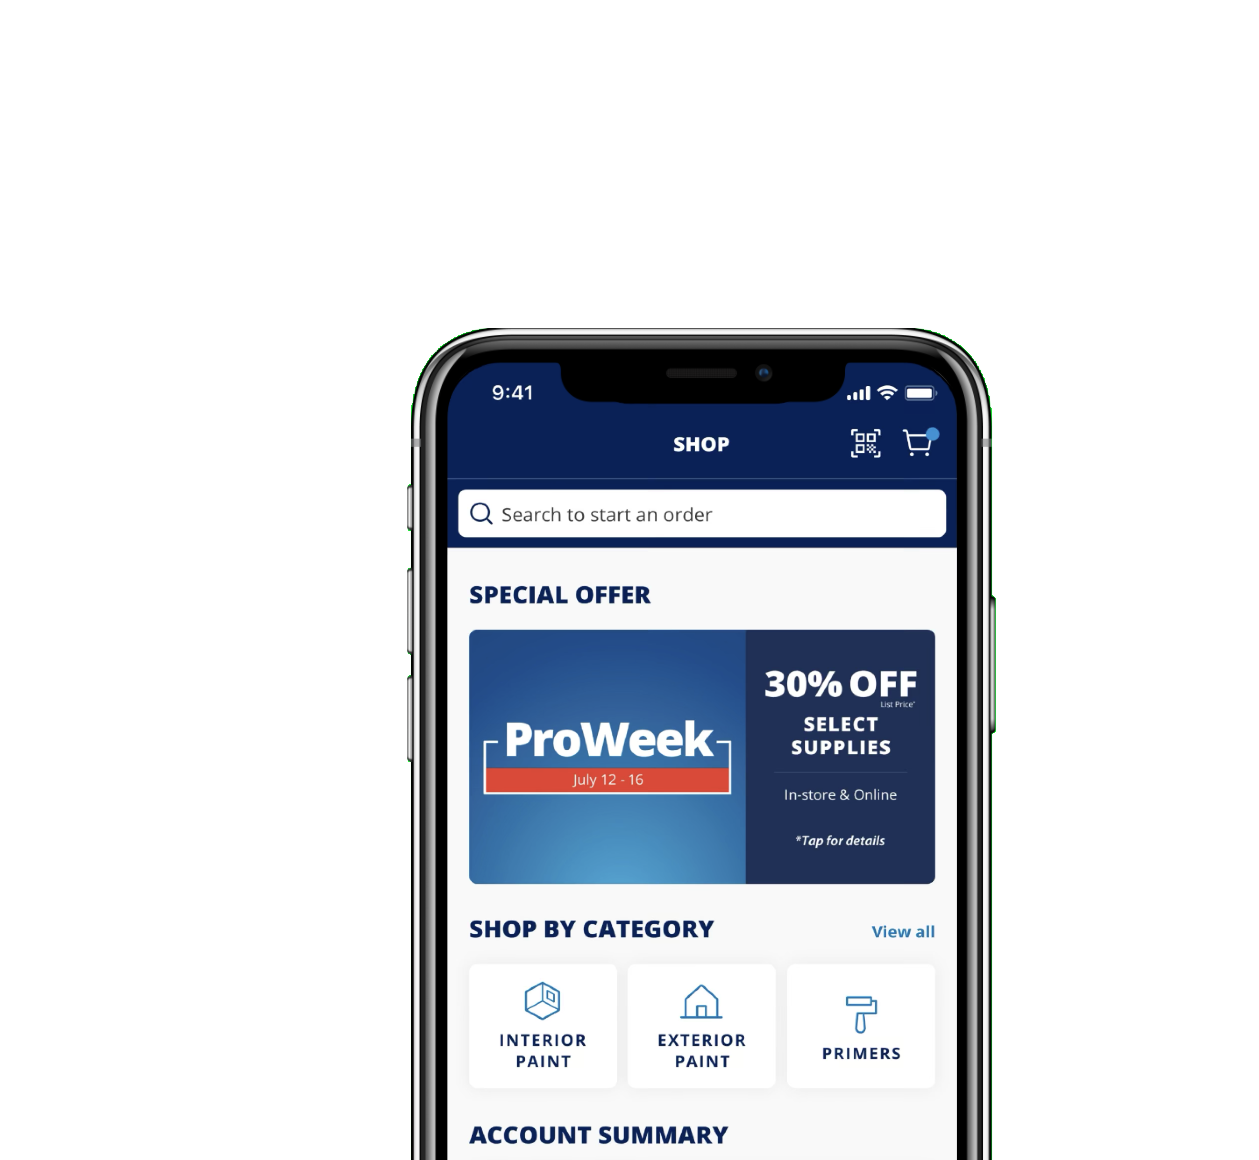 9:41
SHOP
Search to start an order
SPECIAL OFFER
ProWeek
July 12 - 16
30% OFF
List Price*
SELECT
SUPPLIES
In-store & Online
*Tap for details
SHOP BY CATEGORY
View all
INTERIOR
PAINT
EXTERIOR
PAINT
PRIMERS
ACCOUNT SUMMARY